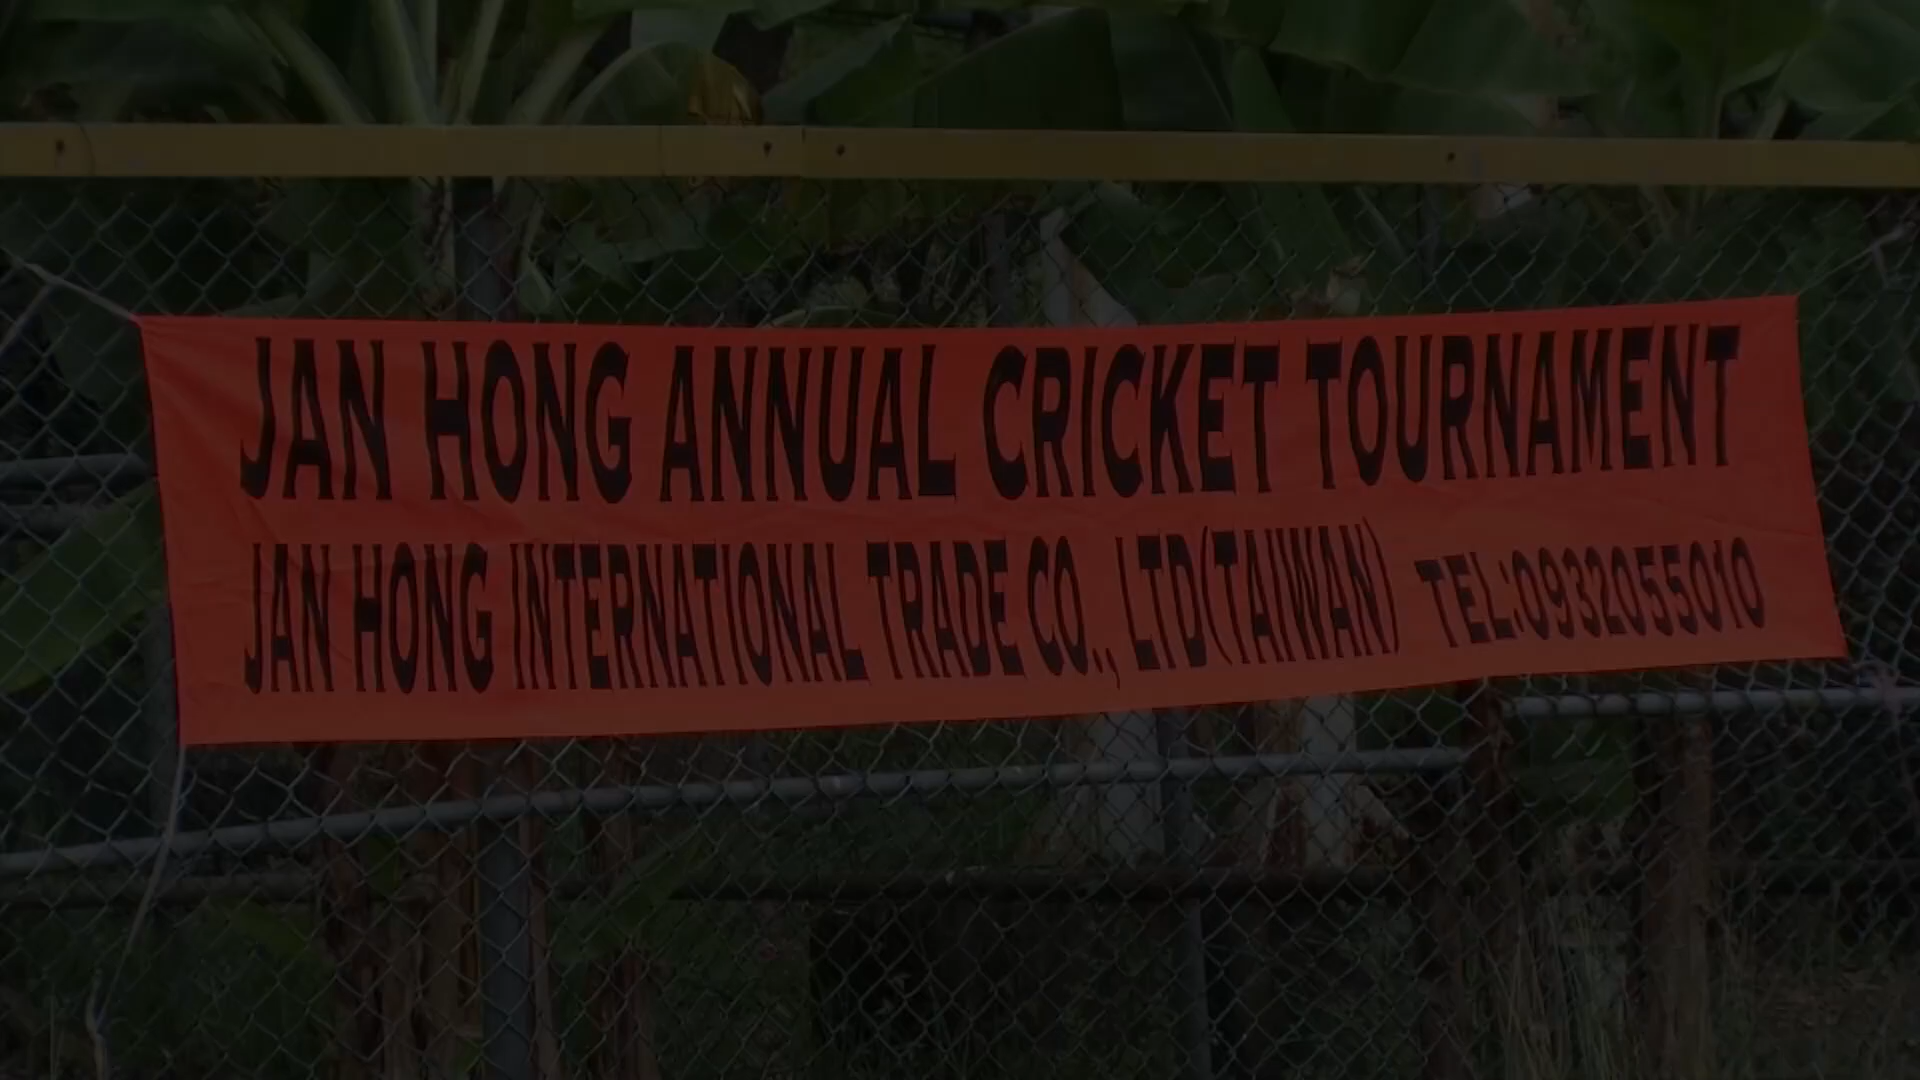 JAN HONG ANNUAL CRICKET TOURNAMENT
JAN HONG INTERNATIONAL TRADE CO., LTD(TAIWAN) TEL:0932055010